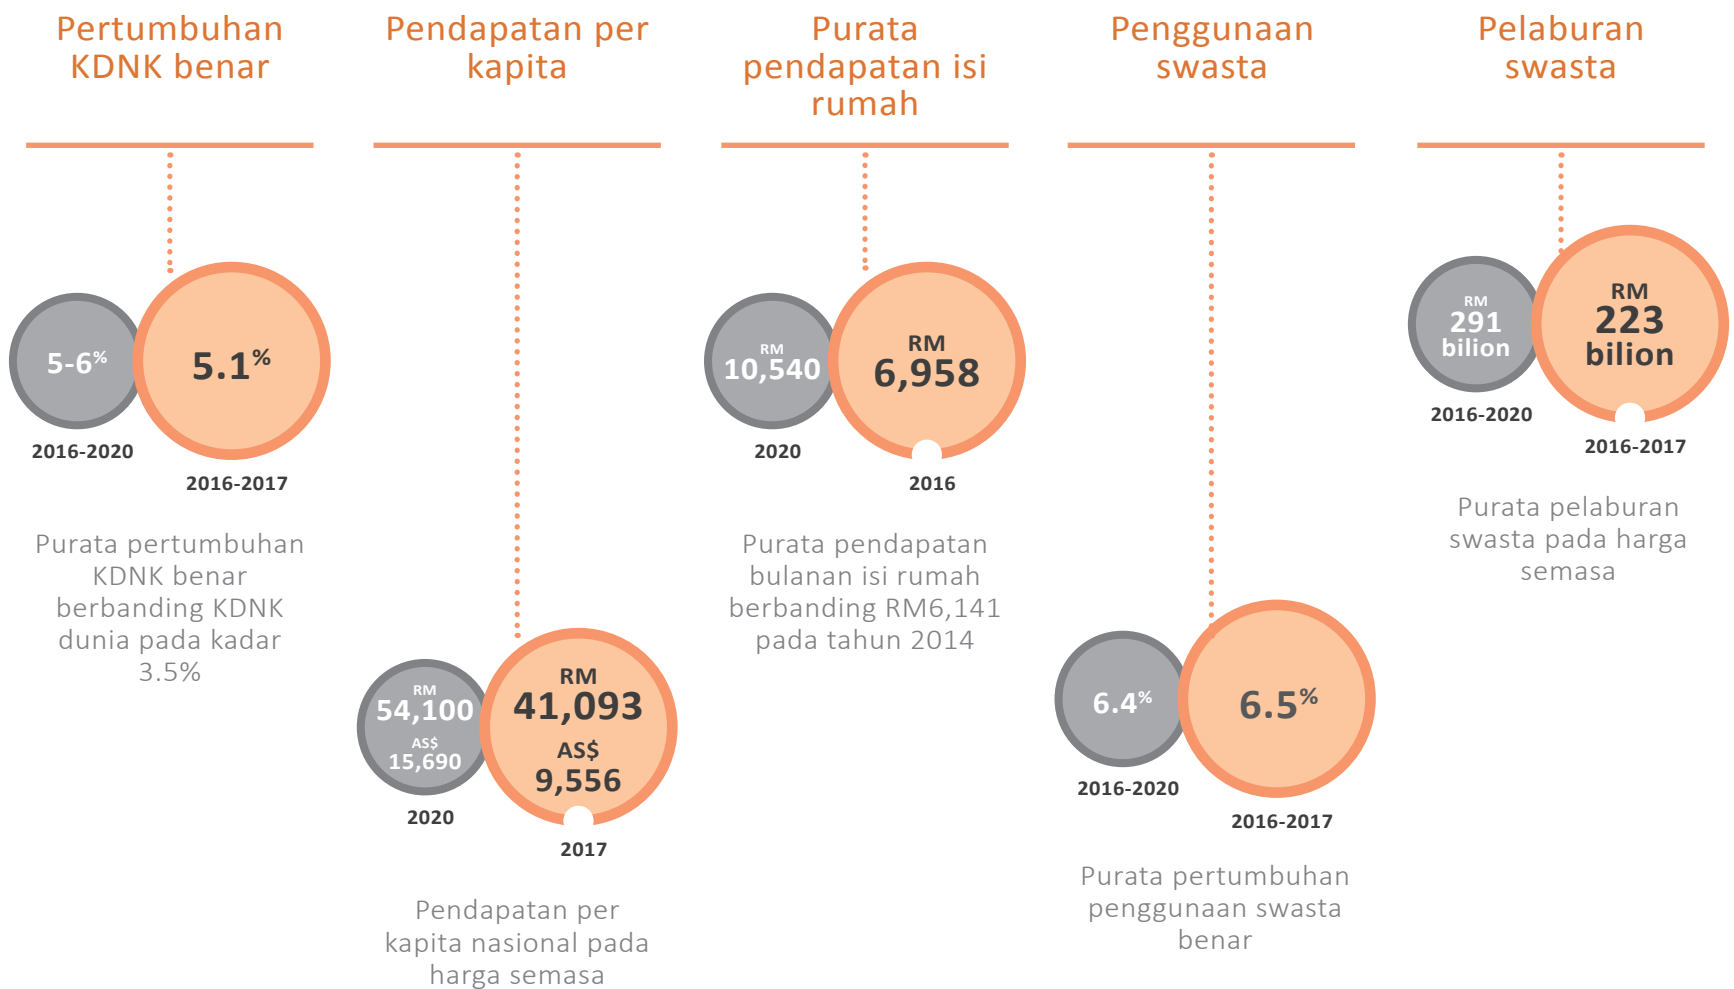 Pertumbuhan
KDNK benar
5-6%
2016-2020
5.1%
2016-2017
Purata pertumbuhan
KDNK benar
berbanding KDNK
dunia pada kadar
3.5%
Pendapatan per
kapita
RM
54,100
AS$
15,690
2020
RM
41,093
AS$
9,556
2017
Pendapatan per
kapita nasional pada
harga semasa
Purata
pendapatan isi
rumah
RM
10,540
2020
RM
6,958
2016
Purata pendapatan
bulanan isi rumah
berbanding RM6,141
pada tahun 2014
Penggunaan
swasta
6.4%
2016-2020
6.5%
2016-2017
Purata pertumbuhan
penggunaan swasta
benar
Pelaburan
swasta
RM
291
bilion
2016-2020
RM
223
bilion
2016-2017
Purata pelaburan
swasta pada harga
semasa